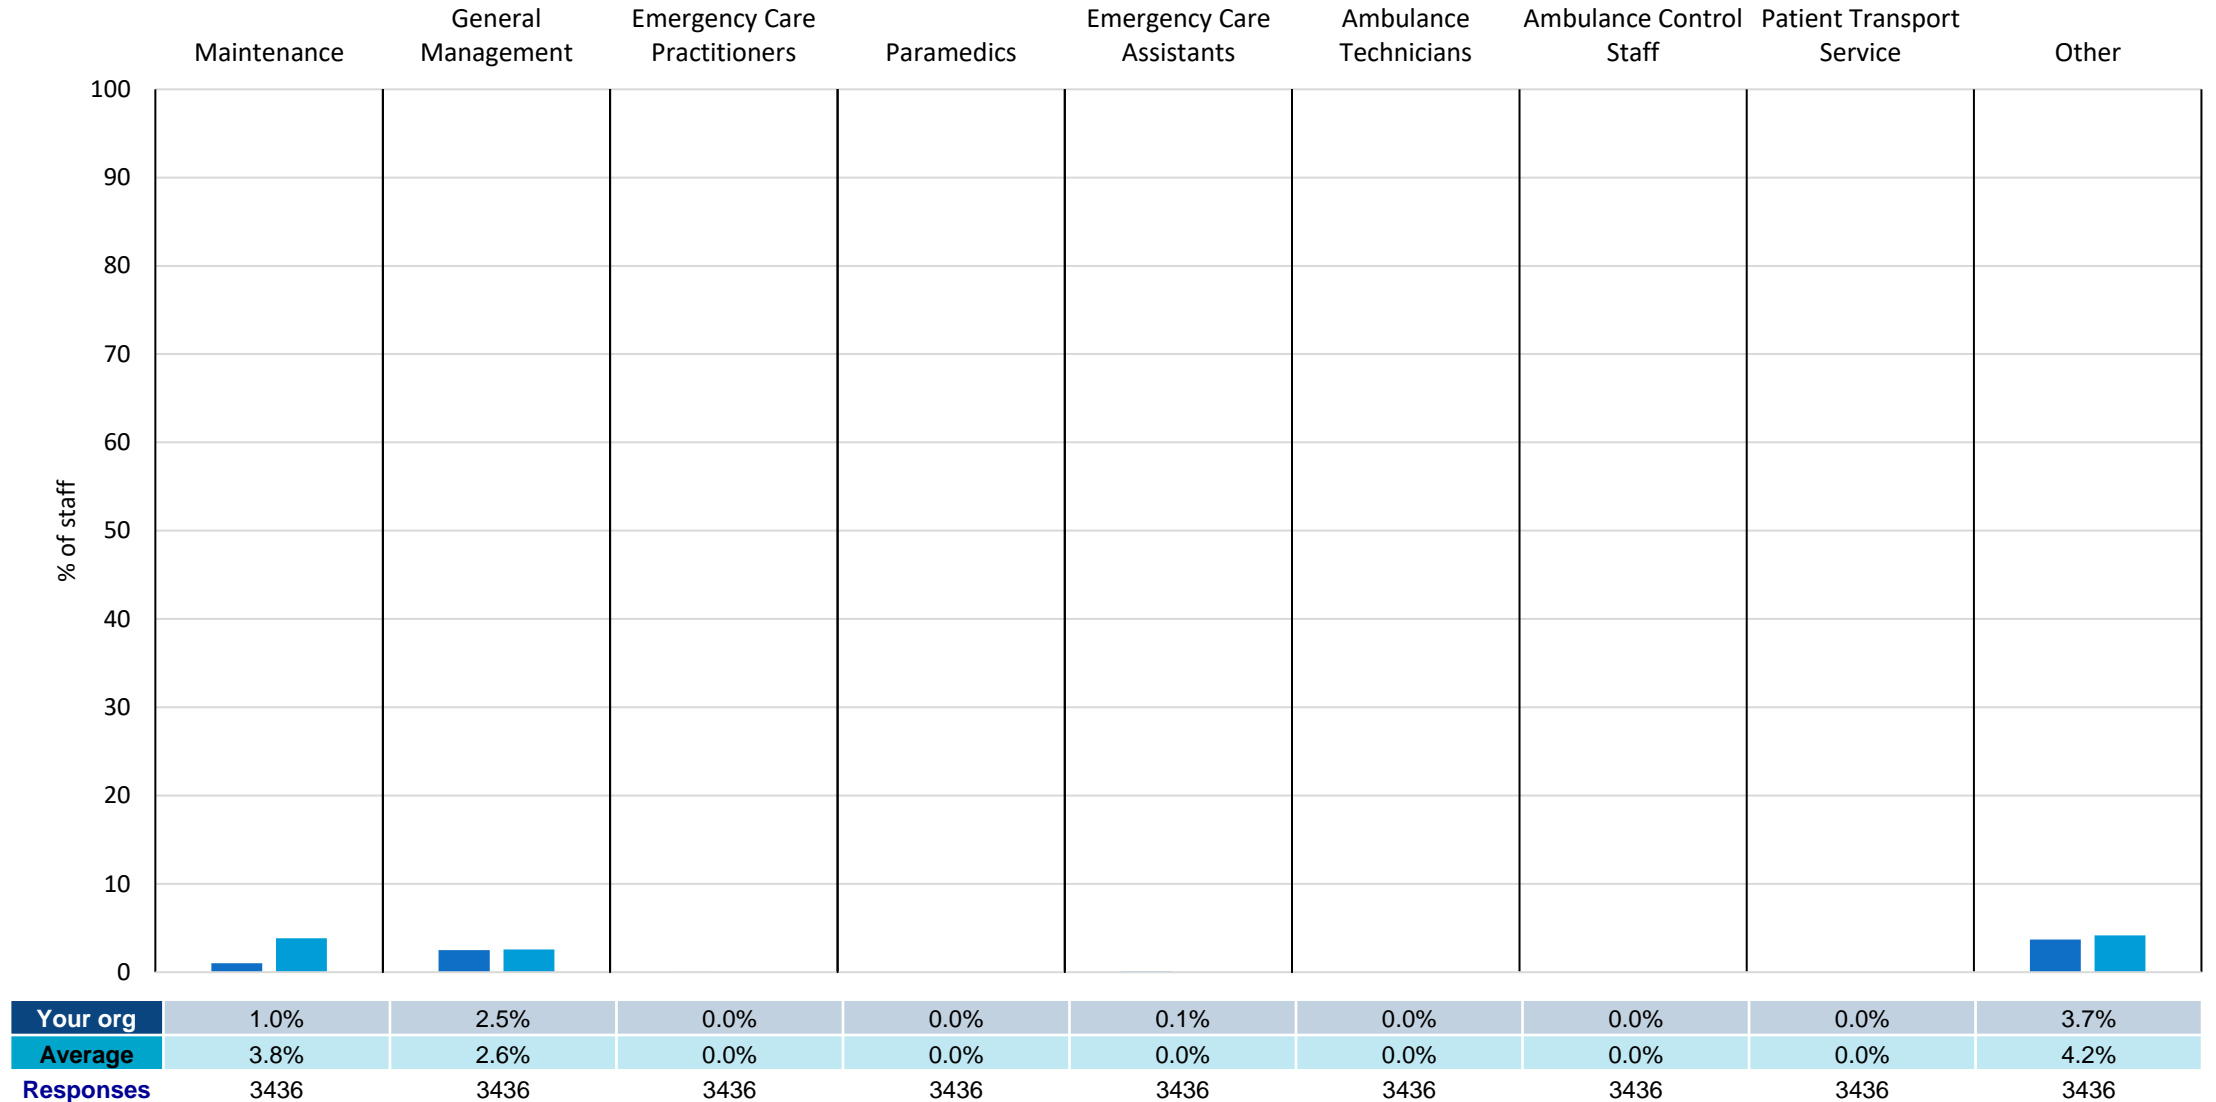 Maintenance
General
Management
Emergency Care
Practitioners
Paramedics
Emergency Care
Assistants
Ambulance
Technicians
Ambulance Control
Staff
Patient Transport
Service
Other
% of staff
100
90
80
70
60
50
40
30
20
10
0
Your org 1.0% 2.5% 0.0% 0.0% 0.1% 0.0% 0.0% 0.0% 3.7%
Average 3.8% 2.6% 0.0% 0.0% 0.0% 0.0% 0.0% 0.0% 4.2%
Responses 3436 3436 3436 3436 3436 3436 3436 3436 3436